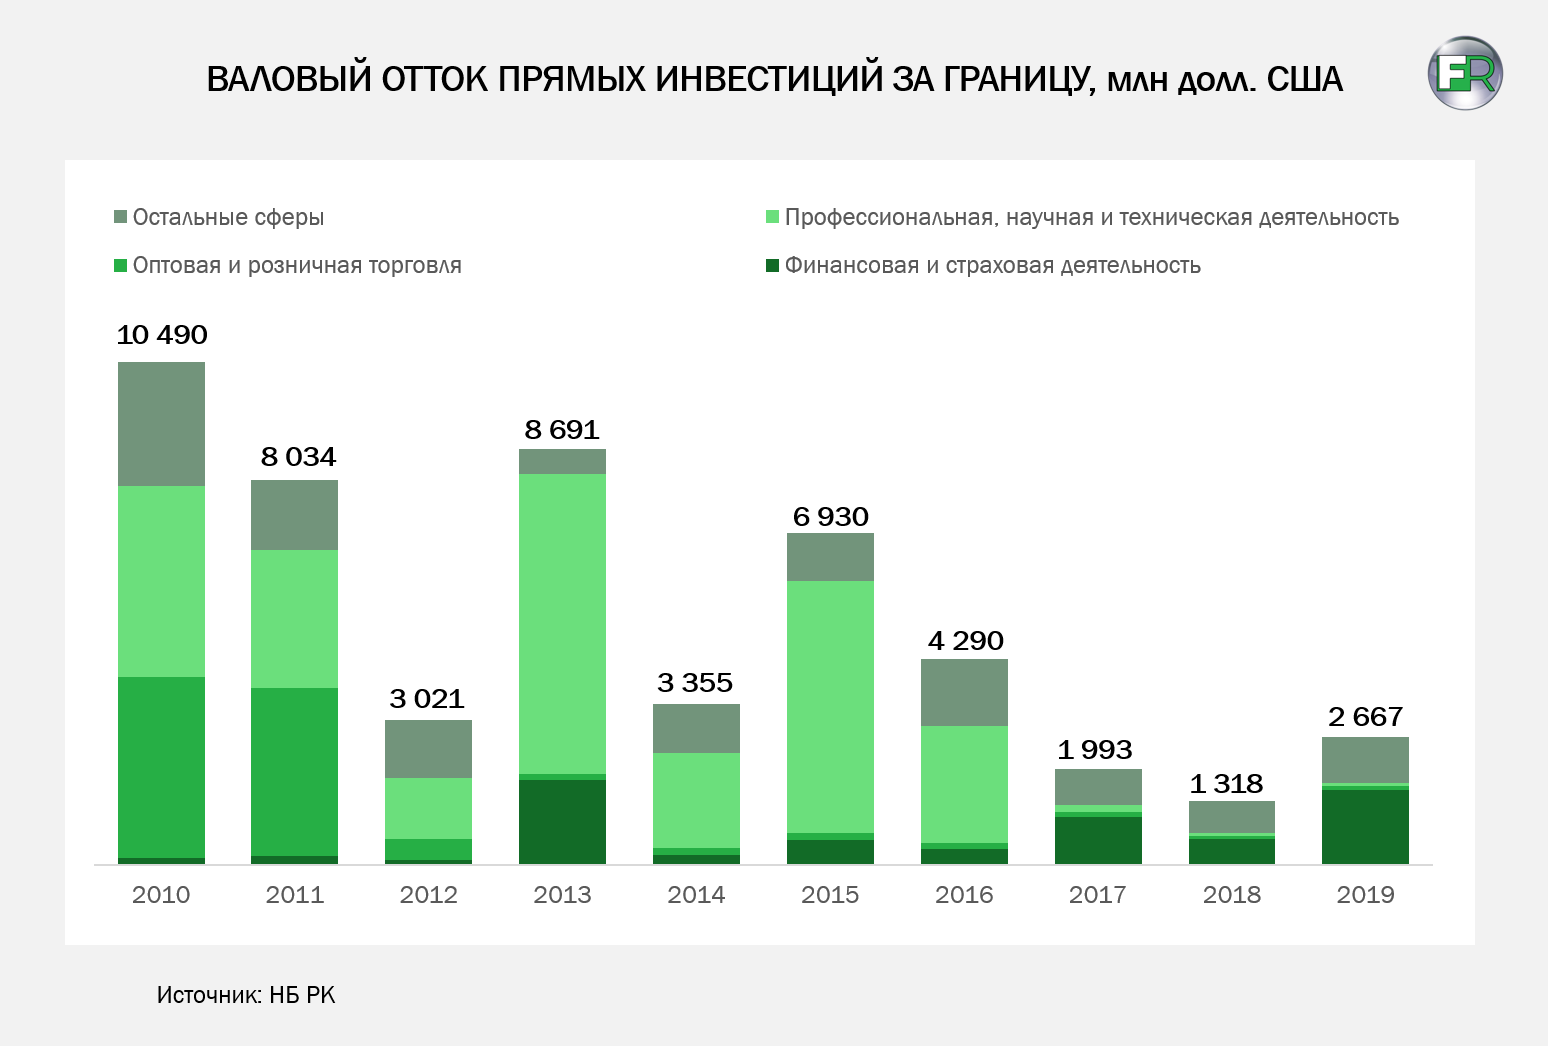 ВАЛОВЫЙ ОТТОК ПРЯМЫХ ИНВЕСТИЦИЙ ЗА ГРАНИЦУ, млн долл. США
FR
Остальные сферы
Профессиональная, научная и техническая деятельность
Оптовая и розничная торговля
Финансовая и страховая деятельность
10 490
8 034
3 021
8 691
3 355
6 930
4 290
1 993
1 318
2 667
2010 2011 2012 2013 2014 2015 2016 2017 2018 2019
Источник: НБ РК